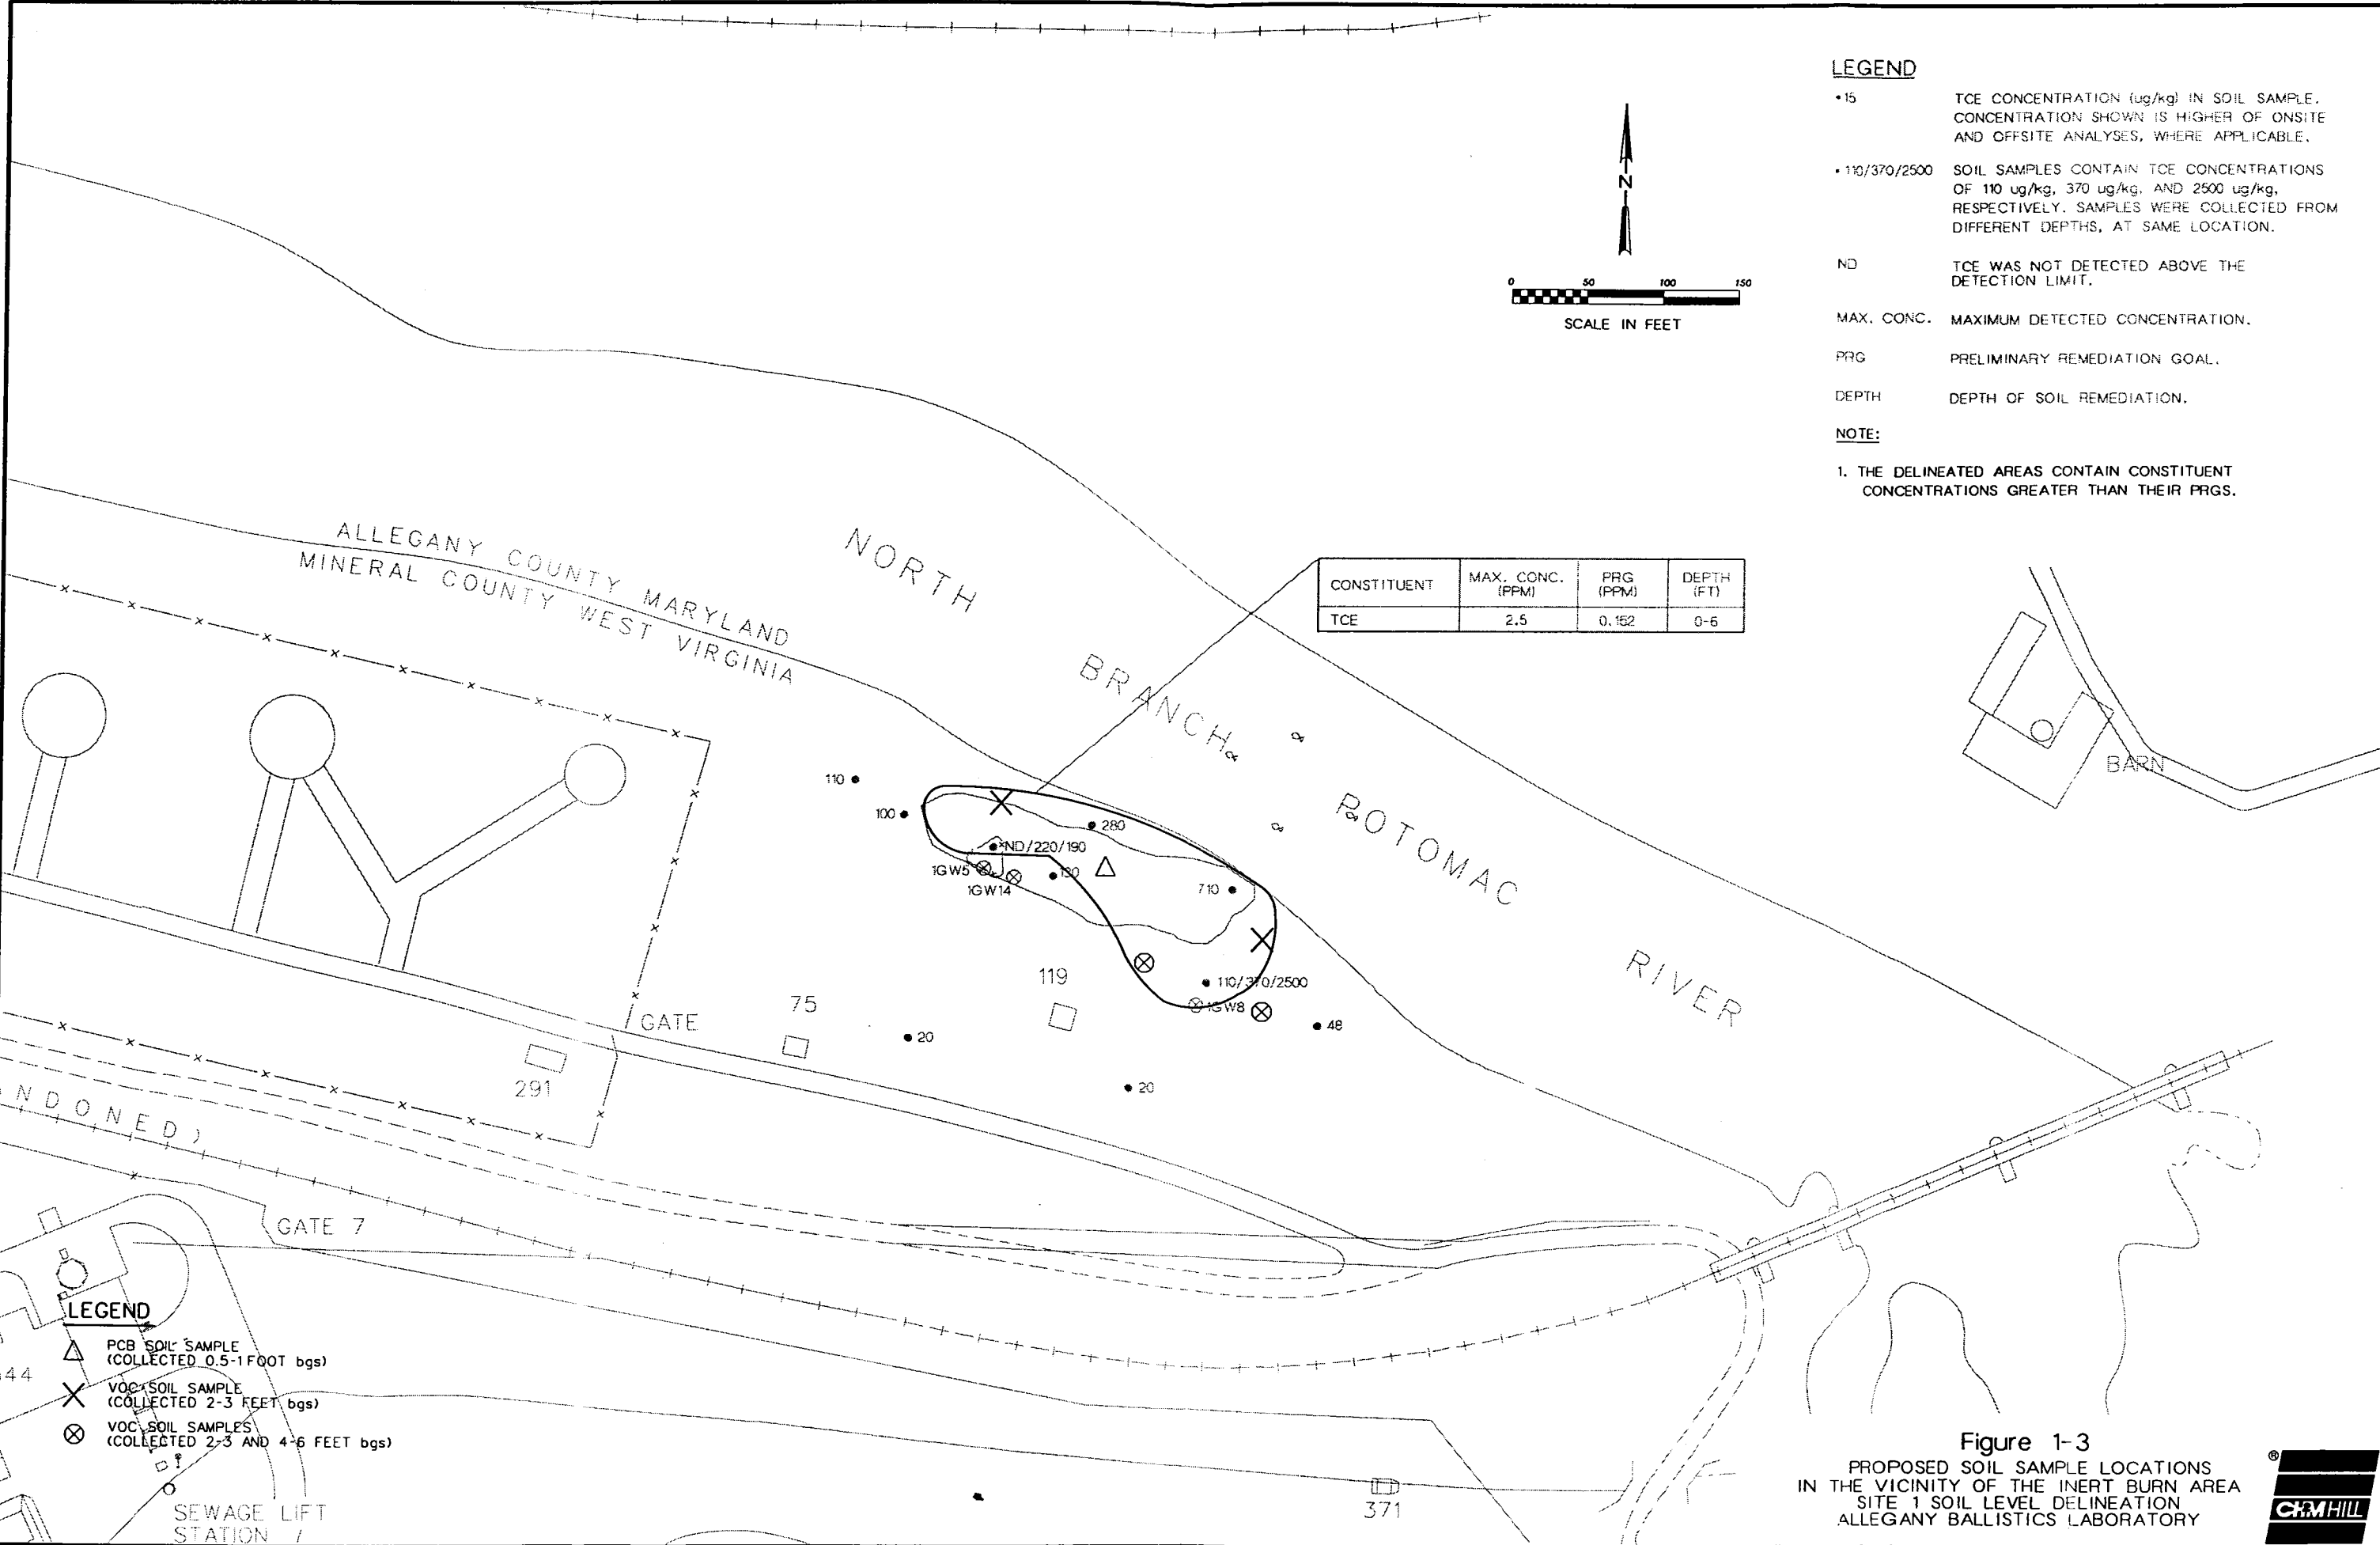 LEGEND
•15 TCE CONCENTRATION (ug/kg) IN SOIL SAMPLE.
CONCENTRATION SHOWN IS HIGHER OF ONSITE
AND OFFSITE ANALYSES, WHERE APPLICABLE.
• 110/370/2500 SOIL SAMPLES CONTAIN TCE CONCENTRATIONS
OF 110 ug/kg, 370 ug/kg, AND 2500 ug/kg,
RESPECTIVELY. SAMPLES WERE COLLECTED FROM
DIFFERENT DEPTHS, AT SAME LOCATION.
ND TCE WAS NOT DETECTED ABOVE THE
DETECTION LIMIT.
MAX. CONC. MAXIMUM DETECTED CONCENTRATION.
PRG PRELIMINARY REMEDIATION GOAL.
DEPTH DEPTH OF SOIL REMEDIATION.
NOTE:
1. THE DELINEATED AREAS CONTAIN CONSTITUENT
CONCENTRATIONS GREATER THAN THEIR PRGS.
N
0 50 100 150
SCALE IN FEET
ALLEGANY COUNTY MARYLAND
MINERAL COUNTY WEST VIRGINIA
NORTH
BRANCH
POTOMAC
RIVER
CONSTITUENT MAX. CONC. (PPM) PRG (PPM) DEPTH (FT)
TCE 2.5 0.152 0-6
BARN
110
100
280
ND/220/190
1GW5
1GW14
710
110/370/2500
1GW8
48
119
75
20
20
GATE
291
NDONED)
GATE 7
LEGEND
PCB SOIL SAMPLE
(COLLECTED 0.5-1 FOOT bgs)
VOC SOIL SAMPLE
(COLLECTED 2-3 FEET bgs)
VOC SOIL SAMPLES
(COLLECTED 2-3 AND 4-6 FEET bgs)
44
SEWAGE LIFT
STATION
371
Figure 1-3
PROPOSED SOIL SAMPLE LOCATIONS
IN THE VICINITY OF THE INERT BURN AREA
SITE 1 SOIL LEVEL DELINEATION
ALLEGANY BALLISTICS LABORATORY
®
CH2M HILL